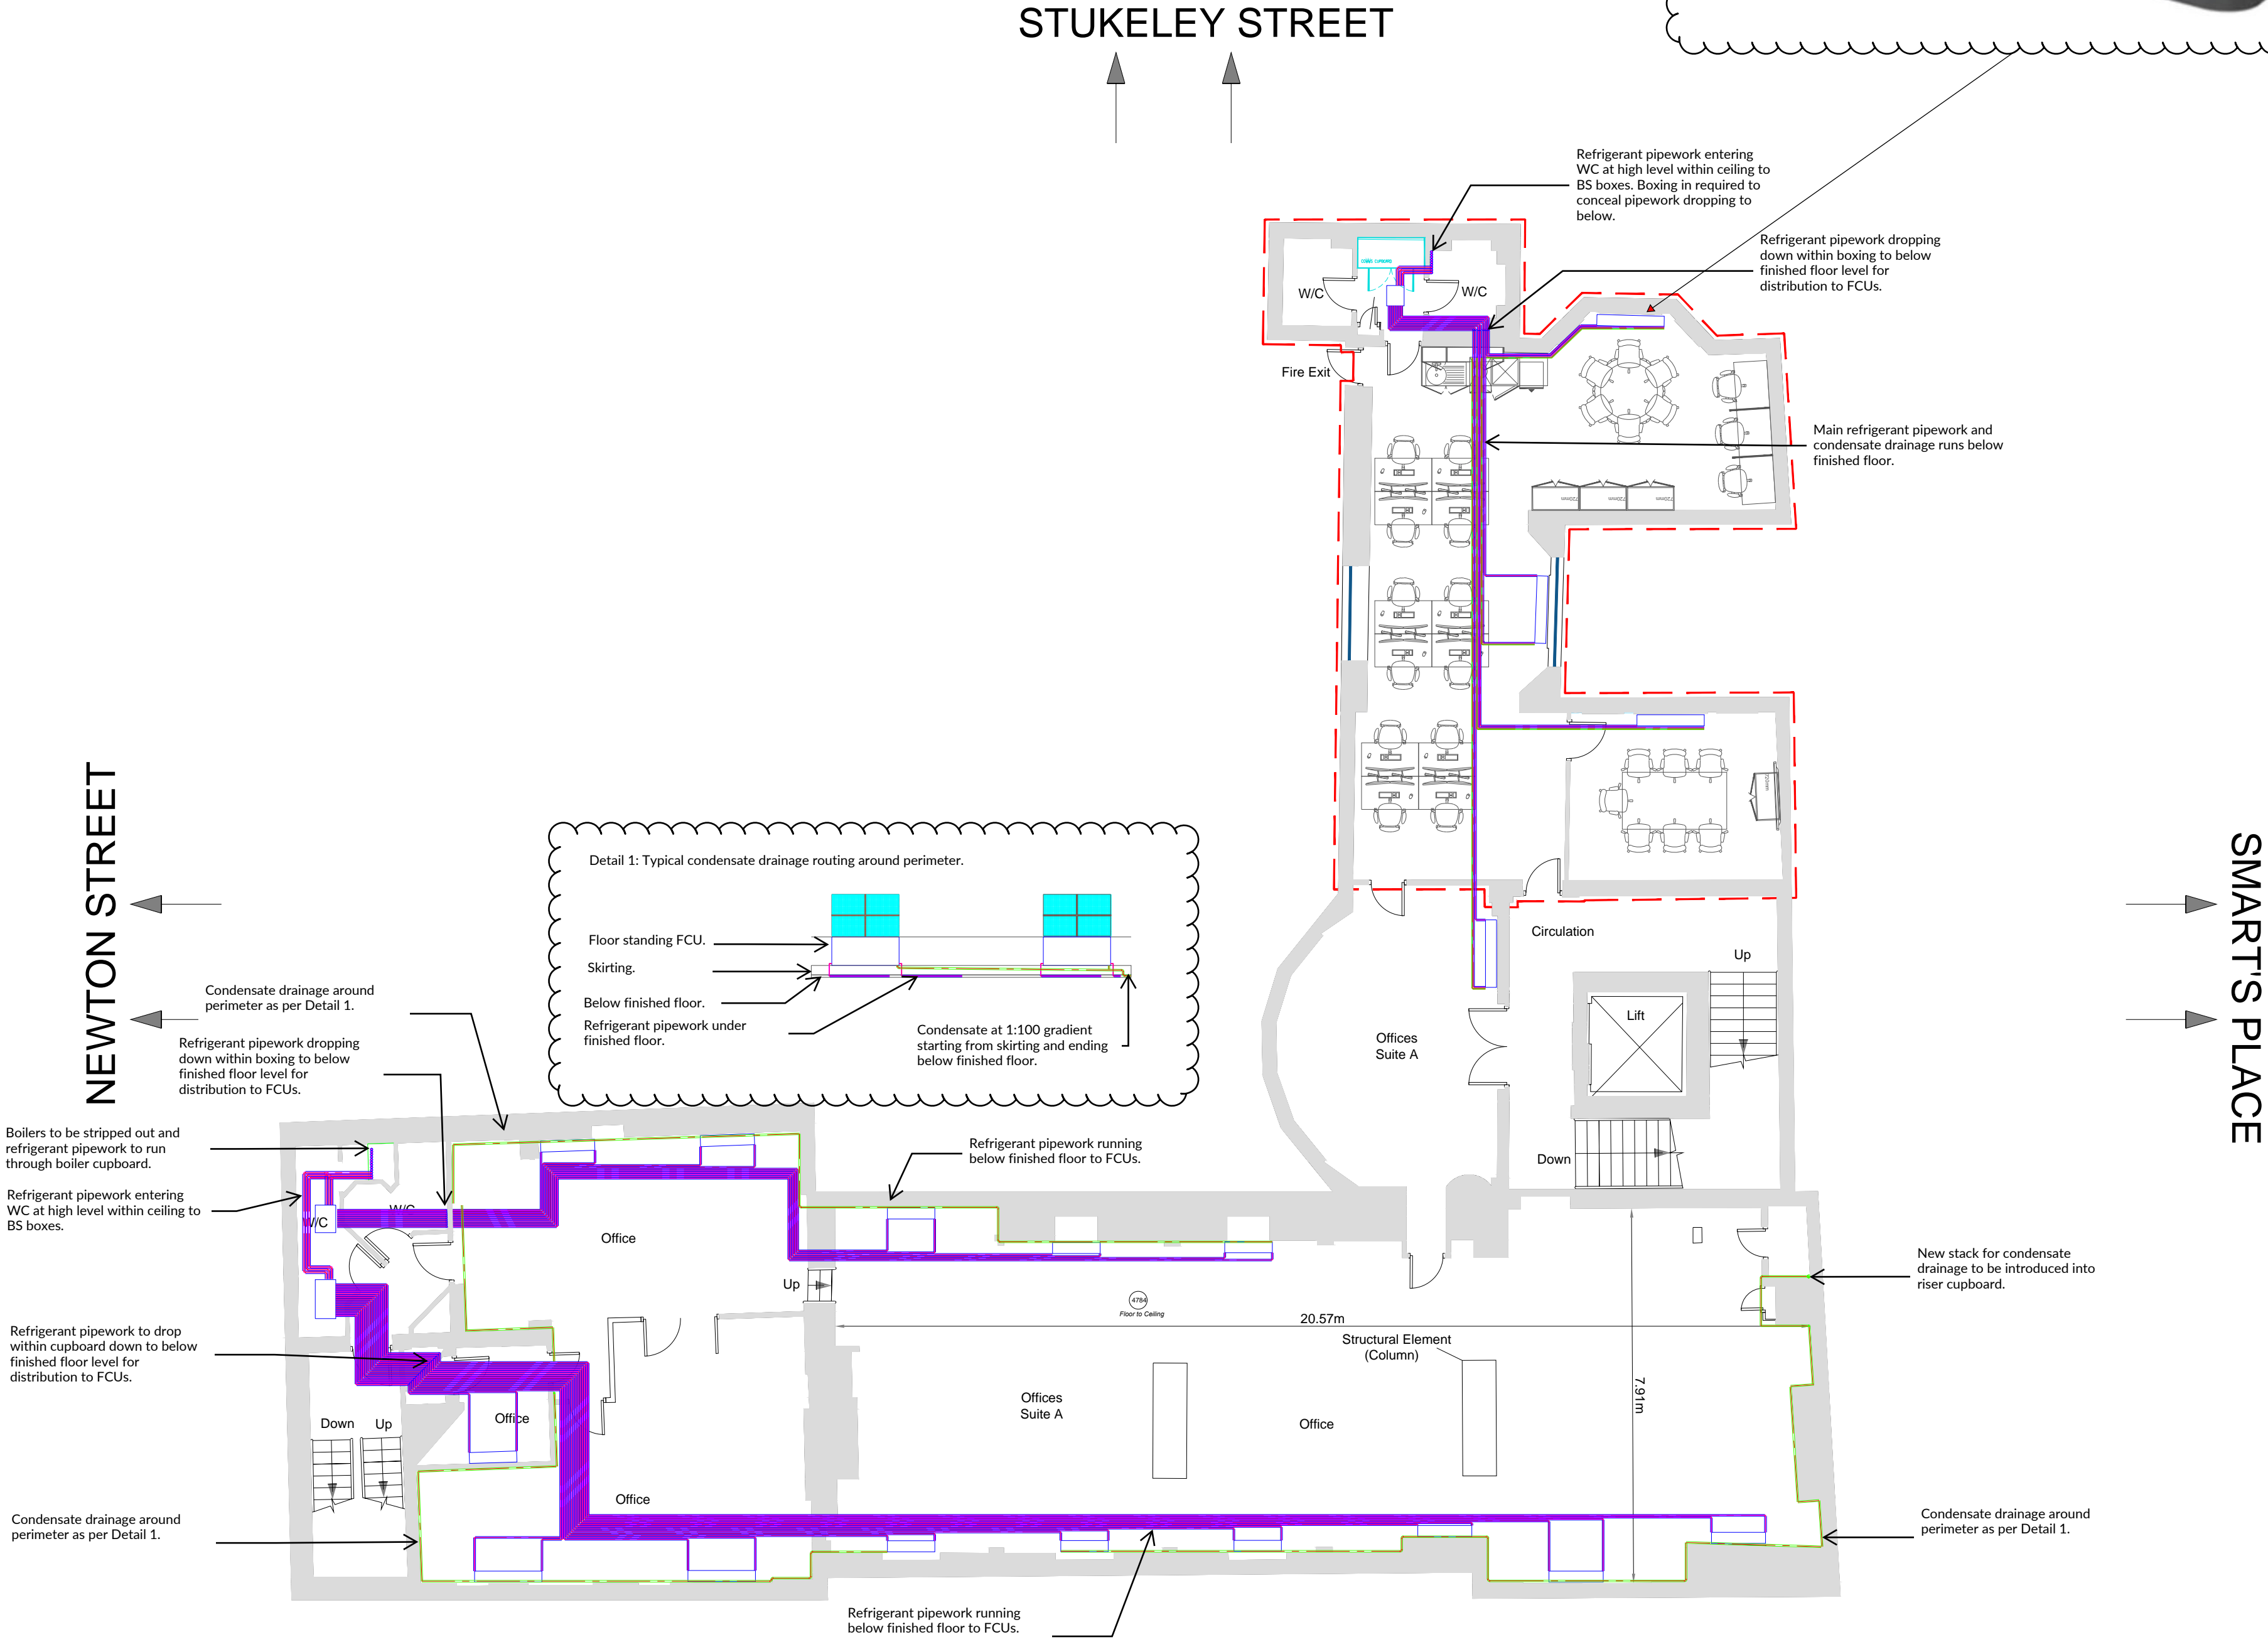 STUKELEY STREET
Refrigerant pipework entering
WC at high level within ceiling to
BS boxes. Boxing in required to
conceal pipework dropping to
below.
Refrigerant pipework dropping
down within boxing to below
finished floor level for
distribution to FCUs.
W/C
W/C
Fire Exit
Main refrigerant pipework and
condensate drainage runs below
finished floor.
720mm
720mm
720mm
NEWTON STREET
SMART'S PLACE
Detail 1: Typical condensate drainage routing around perimeter.
Floor standing FCU.
Skirting.
Below finished floor.
Refrigerant pipework under
finished floor.
Condensate at 1:100 gradient
starting from skirting and ending
below finished floor.
Circulation
Up
Lift
Offices
Suite A
Down
Condensate drainage around
perimeter as per Detail 1.
Refrigerant pipework dropping
down within boxing to below
finished floor level for
distribution to FCUs.
Boilers to be stripped out and
refrigerant pipework to run
through boiler cupboard.
Refrigerant pipework entering
WC at high level within ceiling to
BS boxes.
W/C
W/C
Office
Refrigerant pipework running
below finished floor to FCUs.
Up
4784
Floor to Ceiling
20.57m
Structural Element
(Column)
7.91m
New stack for condensate
drainage to be introduced into
riser cupboard.
Refrigerant pipework to drop
within cupboard down to below
finished floor level for
distribution to FCUs.
Down
Up
Office
Offices
Suite A
Office
Office
Condensate drainage around
perimeter as per Detail 1.
Condensate drainage around
perimeter as per Detail 1.
Refrigerant pipework running
below finished floor to FCUs.